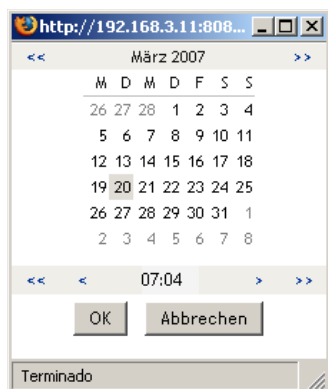 http://192.168.3.11:808...
<< März 2007 >>
M D M D F S S
26 27 28 1 2 3 4
5 6 7 8 9 10 11
12 13 14 15 16 17 18
19 20 21 22 23 24 25
26 27 28 29 30 31 1
2 3 4 5 6 7 8
<< < 07:04 > >>
OK Abbrechen
Terminado